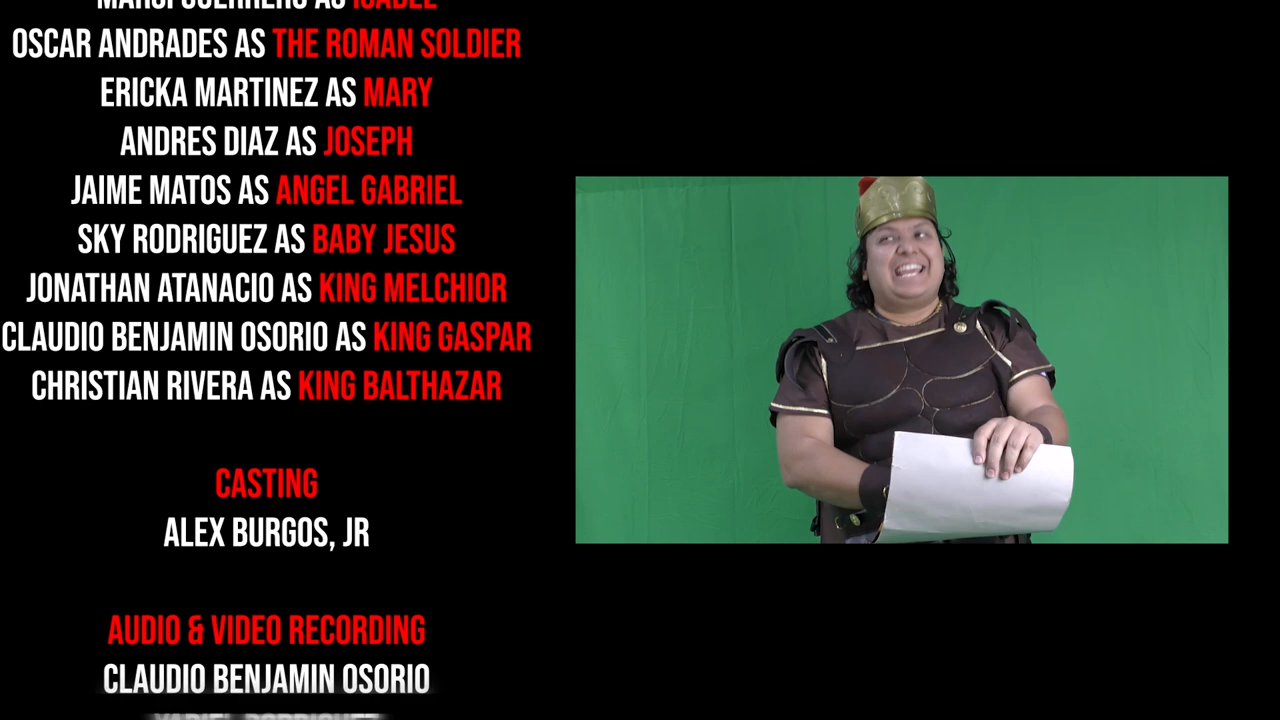 OSCAR ANDRADES AS THE ROMAN SOLDIER
ERICKA MARTINEZ AS MARY
ANDRES DIAZ AS JOSEPH
JAIME MATOS AS ANGEL GABRIEL
SKY RODRIGUEZ AS BABY JESUS
JONATHAN ATANACIO AS KING MELCHIOR
CLAUDIO BENJAMIN OSORIO AS KING GASPAR
CHRISTIAN RIVERA AS KING BALTHAZAR
CASTING
ALEX BURGOS, JR
AUDIO & VIDEO RECORDING
CLAUDIO BENJAMIN OSORIO